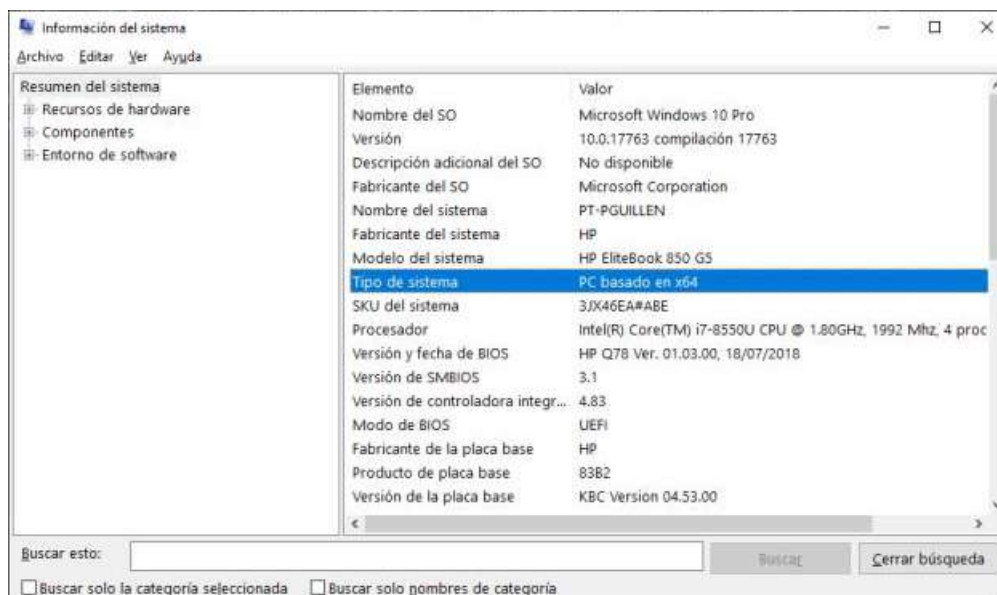 Información del sistema
Archivo Editar Ver Ayuda
Resumen del sistema
Recursos de hardware
Componentes
Entorno de software
Elemento Valor
Nombre del SO Microsoft Windows 10 Pro
Versión 10.0.17763 compilación 17763
Descripción adicional del SO No disponible
Fabricante del SO Microsoft Corporation
Nombre del sistema PT-PGUILLEN
Fabricante del sistema HP
Modelo del sistema HP EliteBook 850 G5
Tipo de sistema PC basado en x64
SKU del sistema 3JX46EA#ABE
Procesador Intel(R) Core(TM) i7-8550U CPU @ 1.80GHz, 1992 Mhz, 4 proc
Versión y fecha de BIOS HP Q78 Ver. 01.03.00, 18/07/2018
Versión de SMBIOS 3.1
Versión de controladora integr... 4.83
Modo de BIOS UEFI
Fabricante de la placa base HP
Producto de placa base 83B2
Versión de la placa base KBC Version 04.53.00
Buscar esto: Buscar Cerrar búsqueda
Buscar solo la categoría seleccionada Buscar solo nombres de categoría